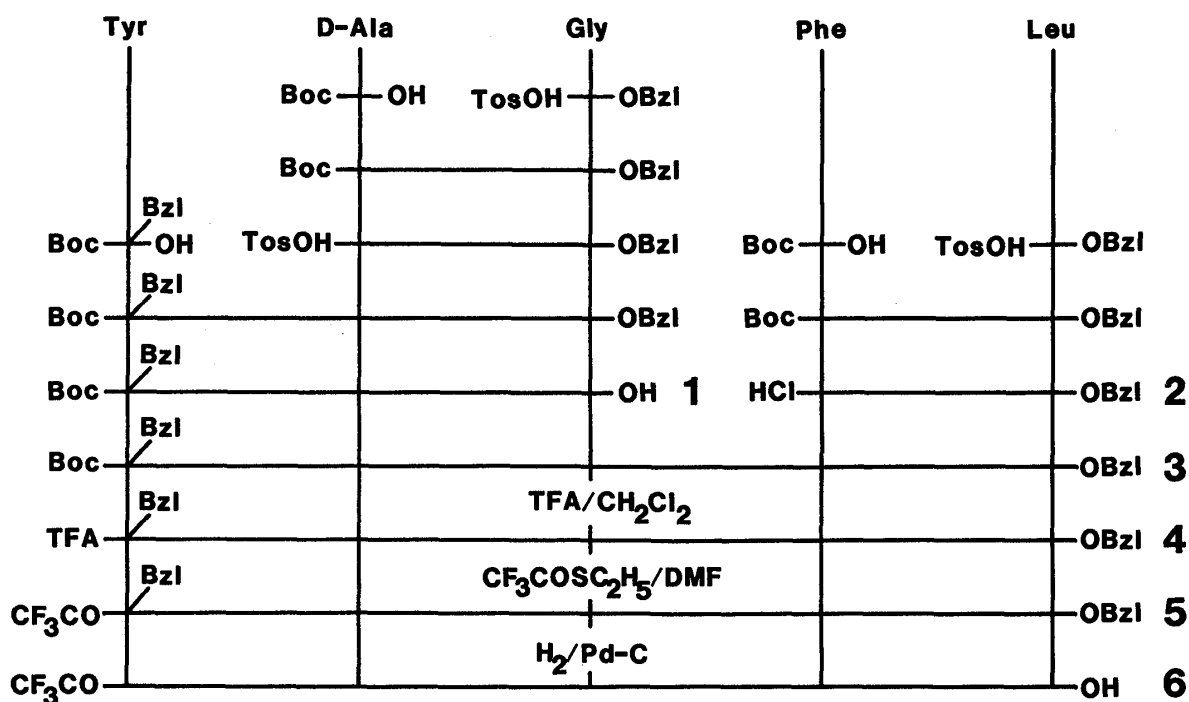 Tyr D-Ala Gly Phe Leu
Boc OH TosOH OBzl
Boc OBzl
Bzl
Boc OH TosOH OBzl Boc OH TosOH OBzl
Bzl
Boc OBzl Boc OBzl
Bzl
Boc OH 1 HCl OBzl 2
Bzl
Boc OBzl 3
Bzl TFA/CH₂Cl₂
TFA OBzl 4
Bzl CF₃COSC₂H₅/DMF
CF₃CO OBzl 5
H₂/Pd-C
CF₃CO OH 6